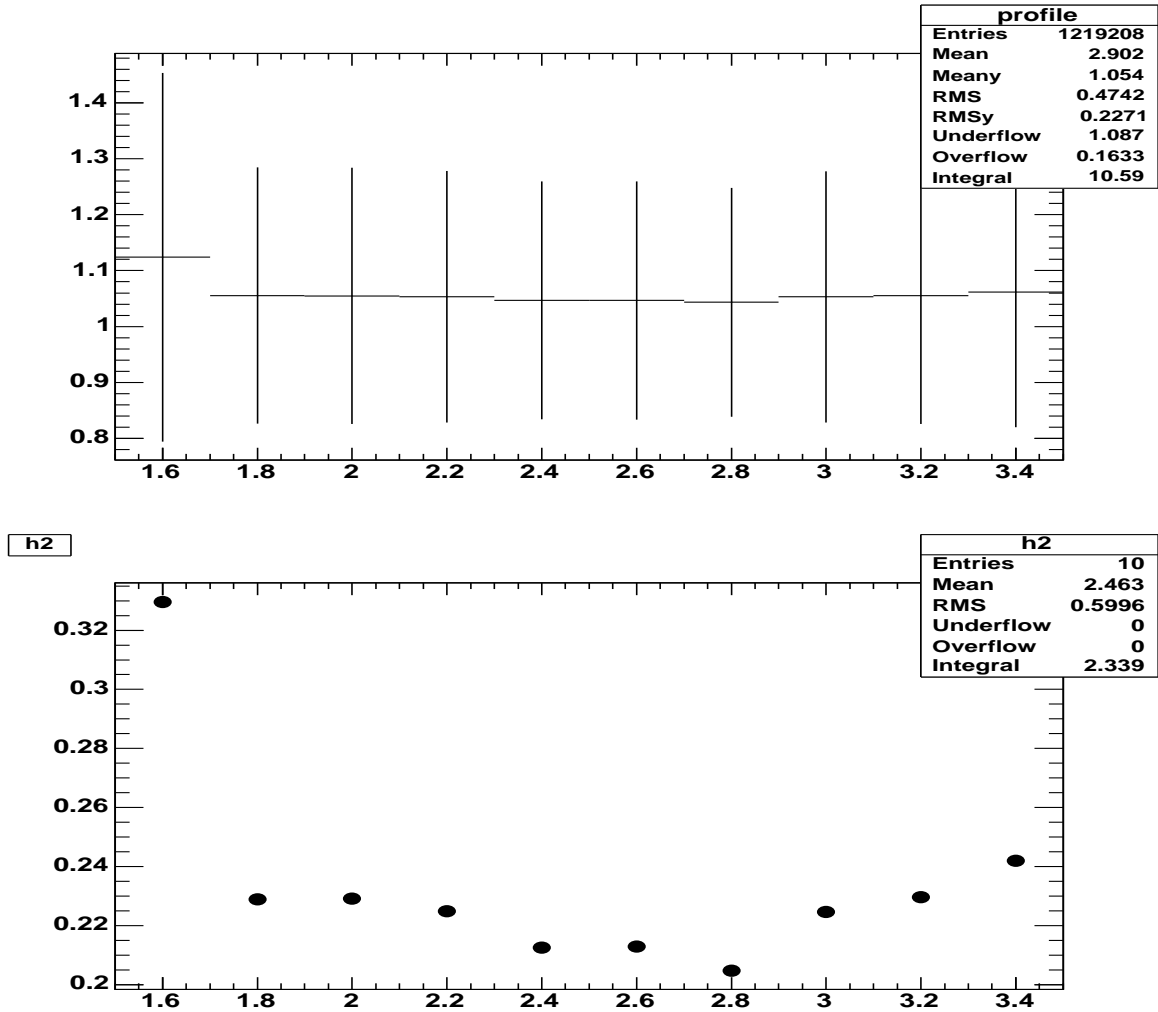 profile
Entries 1219208
Mean 2.902
Meany 1.054
RMS 0.4742
RMSy 0.2271
Underflow 1.087
Overflow 0.1633
Integral 10.59
1.4
1.3
1.2
1.1
1
0.9
0.8
1.6 1.8 2 2.2 2.4 2.6 2.8 3 3.2 3.4
h2
h2
Entries 10
Mean 2.463
RMS 0.5996
Underflow 0
Overflow 0
Integral 2.339
0.32
0.3
0.28
0.26
0.24
0.22
0.2
1.6 1.8 2 2.2 2.4 2.6 2.8 3 3.2 3.4